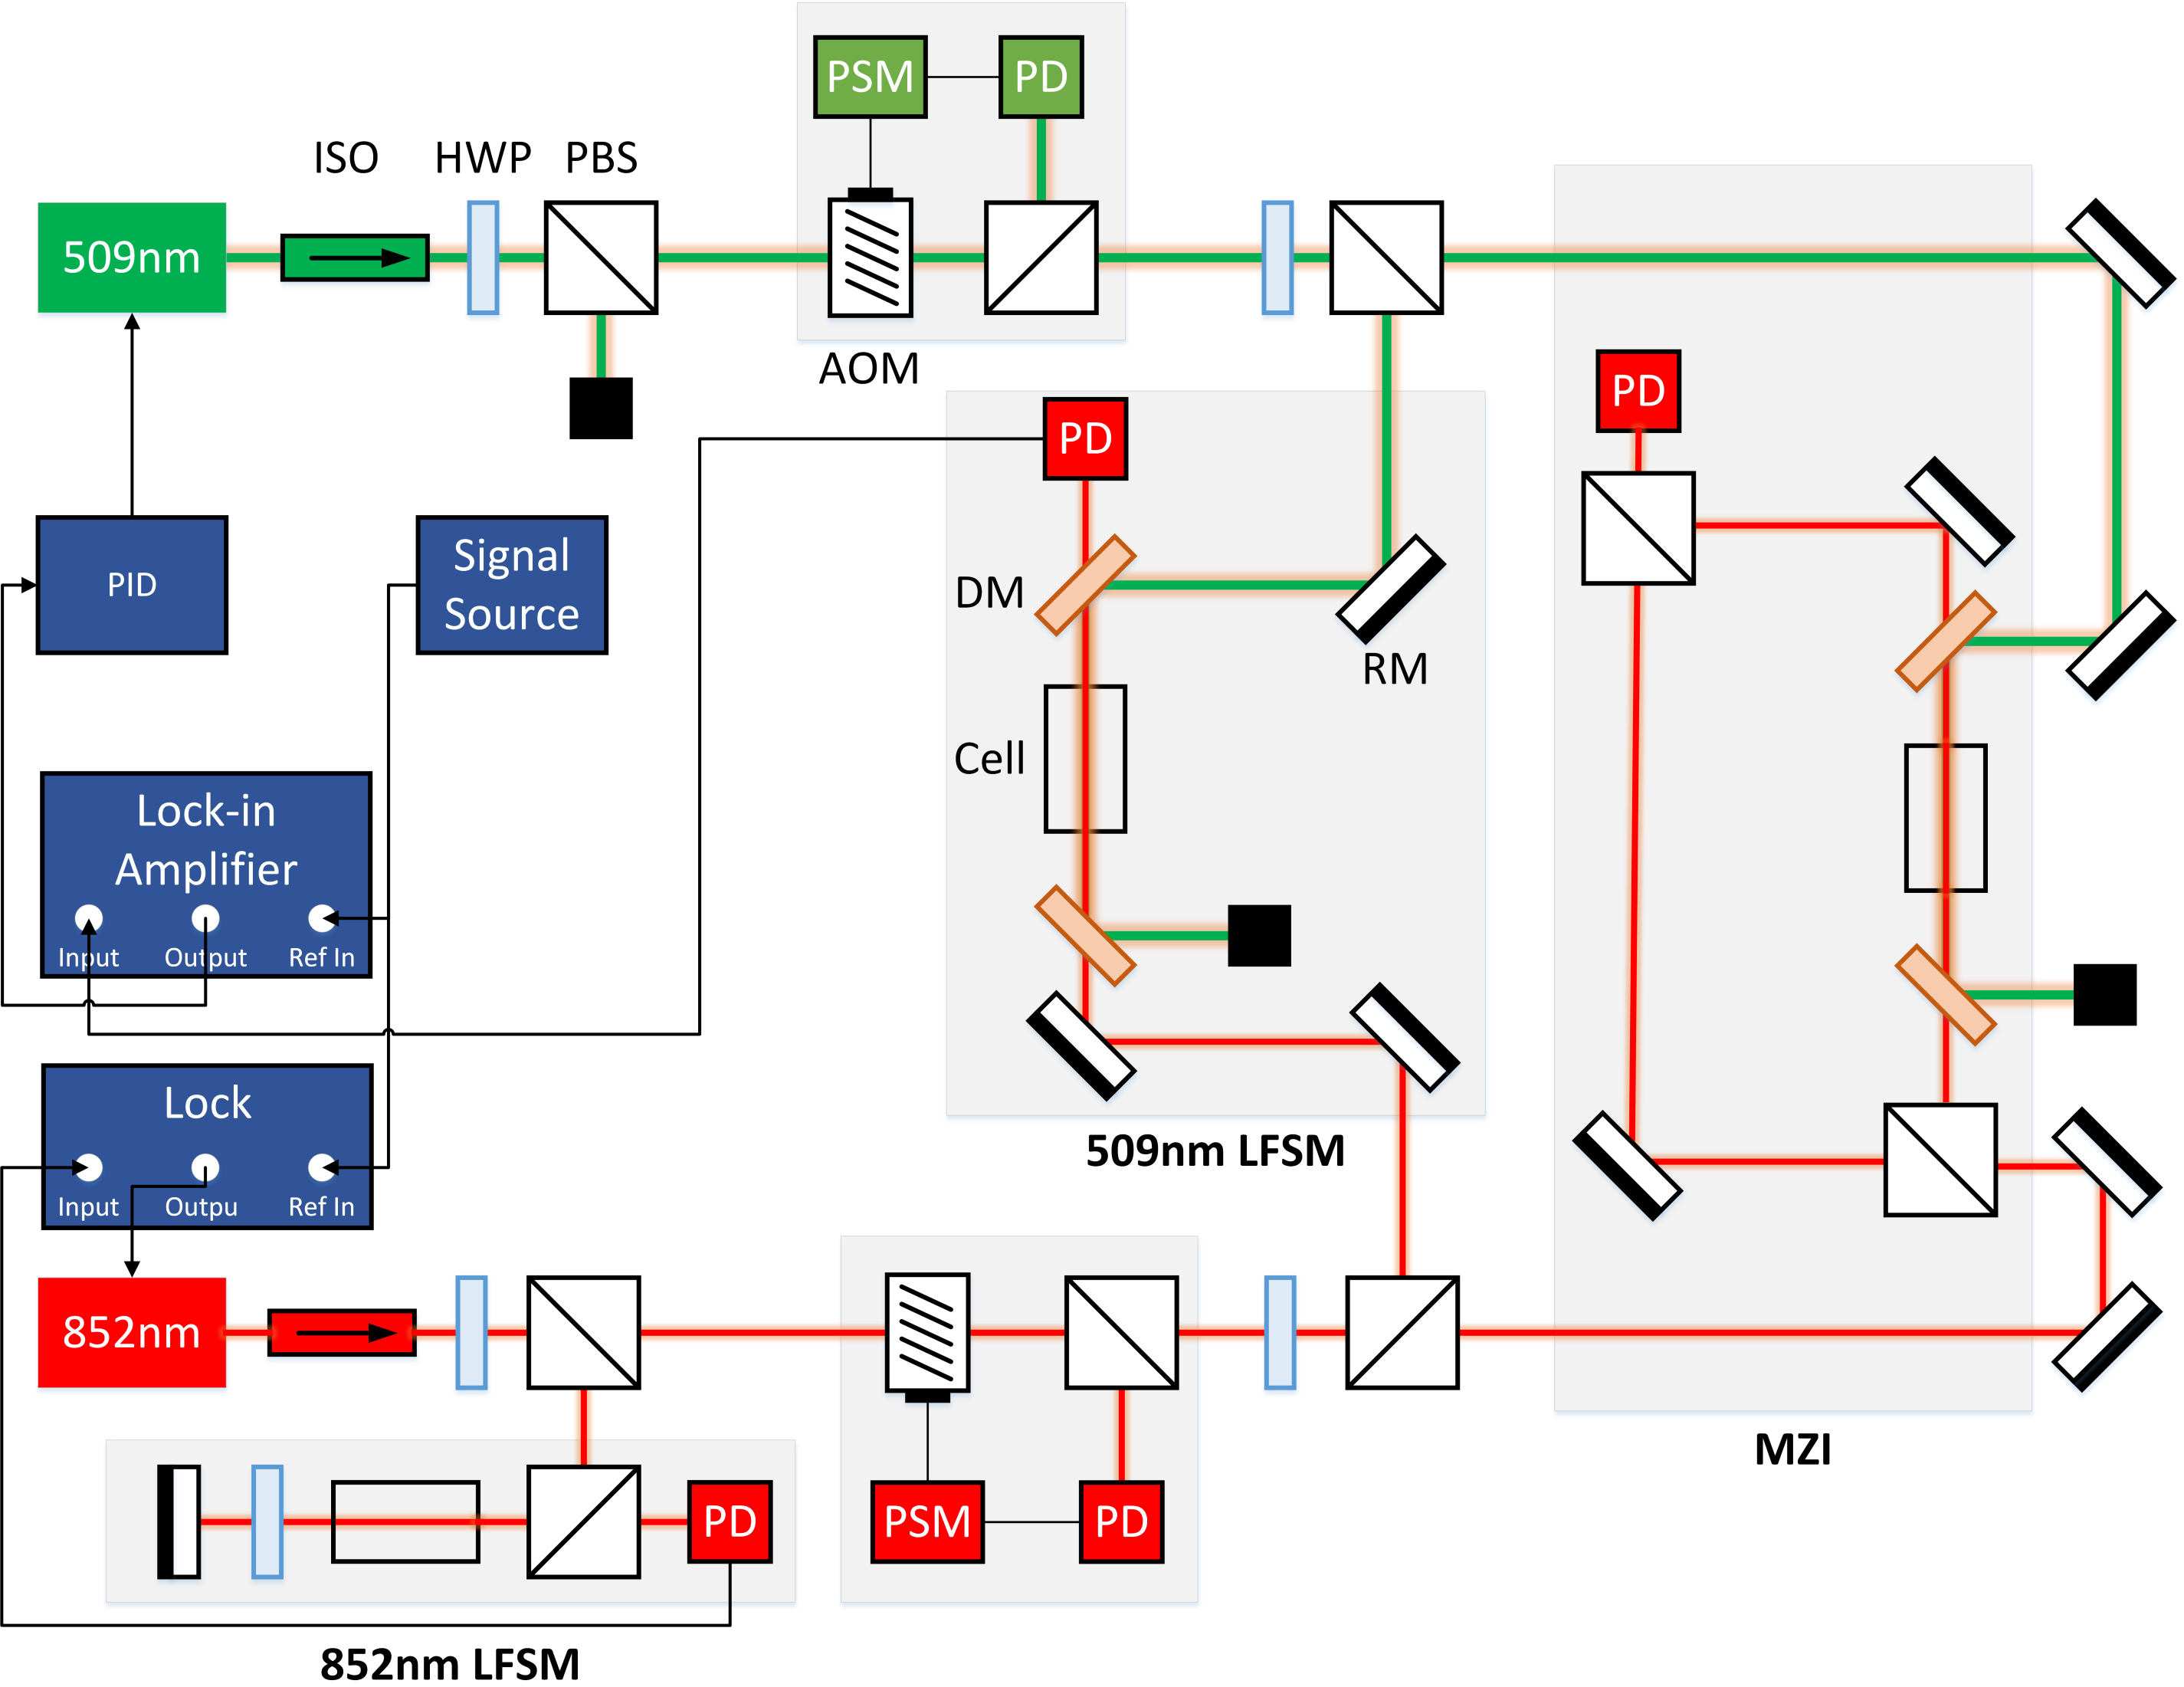 PSM
PD
ISO
HWP
PBS
509nm
AOM
PD
PD
PID
Signal
Source
DM
RM
Cell
Lock-in
Amplifier
Input
Output
Ref In
Lock
Input
Outpu
Ref In
509nm LFSM
852nm
MZI
PD
PSM
PD
852nm LFSM